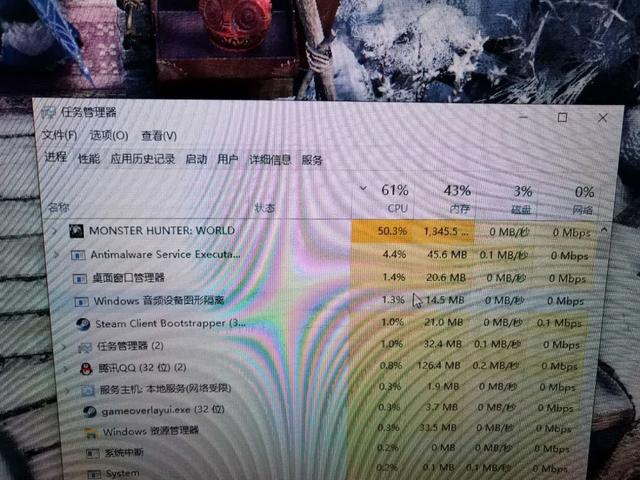 任务管理器
文件(F) 选项(O) 查看(V)
进程 性能 应用历史记录 启动 用户 详细信息 服务
61% 43% 3% 0%
名称 状态 CPU 内存 磁盘 网络
MONSTER HUNTER: WORLD 50.3% 1,345.5 ... 0 MB/秒 0 Mbps
Antimalware Service Executa... 4.4% 45.6 MB 0.1 MB/秒 0 Mbps
桌面窗口管理器 1.4% 20.6 MB 0 MB/秒 0 Mbps
Windows 音频设备图形隔离 1.3% 14.5 MB 0 MB/秒 0 Mbps
Steam Client Bootstrapper (3... 1.0% 21.0 MB 0 MB/秒 0.1 Mbps
任务管理器 (2) 1.0% 32.4 MB 0.1 MB/秒 0 Mbps
腾讯QQ (32 位) (2) 0.8% 126.4 MB 0.2 MB/秒 0 Mbps
服务主机: 本地服务(网络受限) 0.3% 1.9 MB 0 MB/秒 0 Mbps
gameoverlayui.exe (32 位) 0.3% 3.7 MB 0 MB/秒 0 Mbps
Windows 资源管理器 0.3% 33.5 MB 0 MB/秒 0 Mbps
系统中断 0.2% 0 MB 0 MB/秒 0 Mbps
System 0.2% 0.1 MB 0.1 MB/秒 0 Mbps